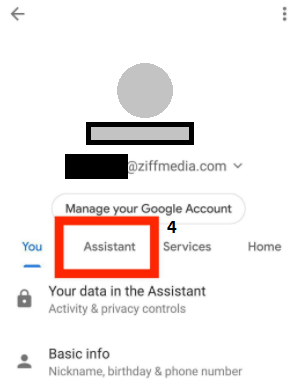 @ziffmedia.com
Manage your Google Account
4
You Assistant Services Home
Your data in the Assistant
Activity & privacy controls
Basic info
Nickname, birthday & phone number